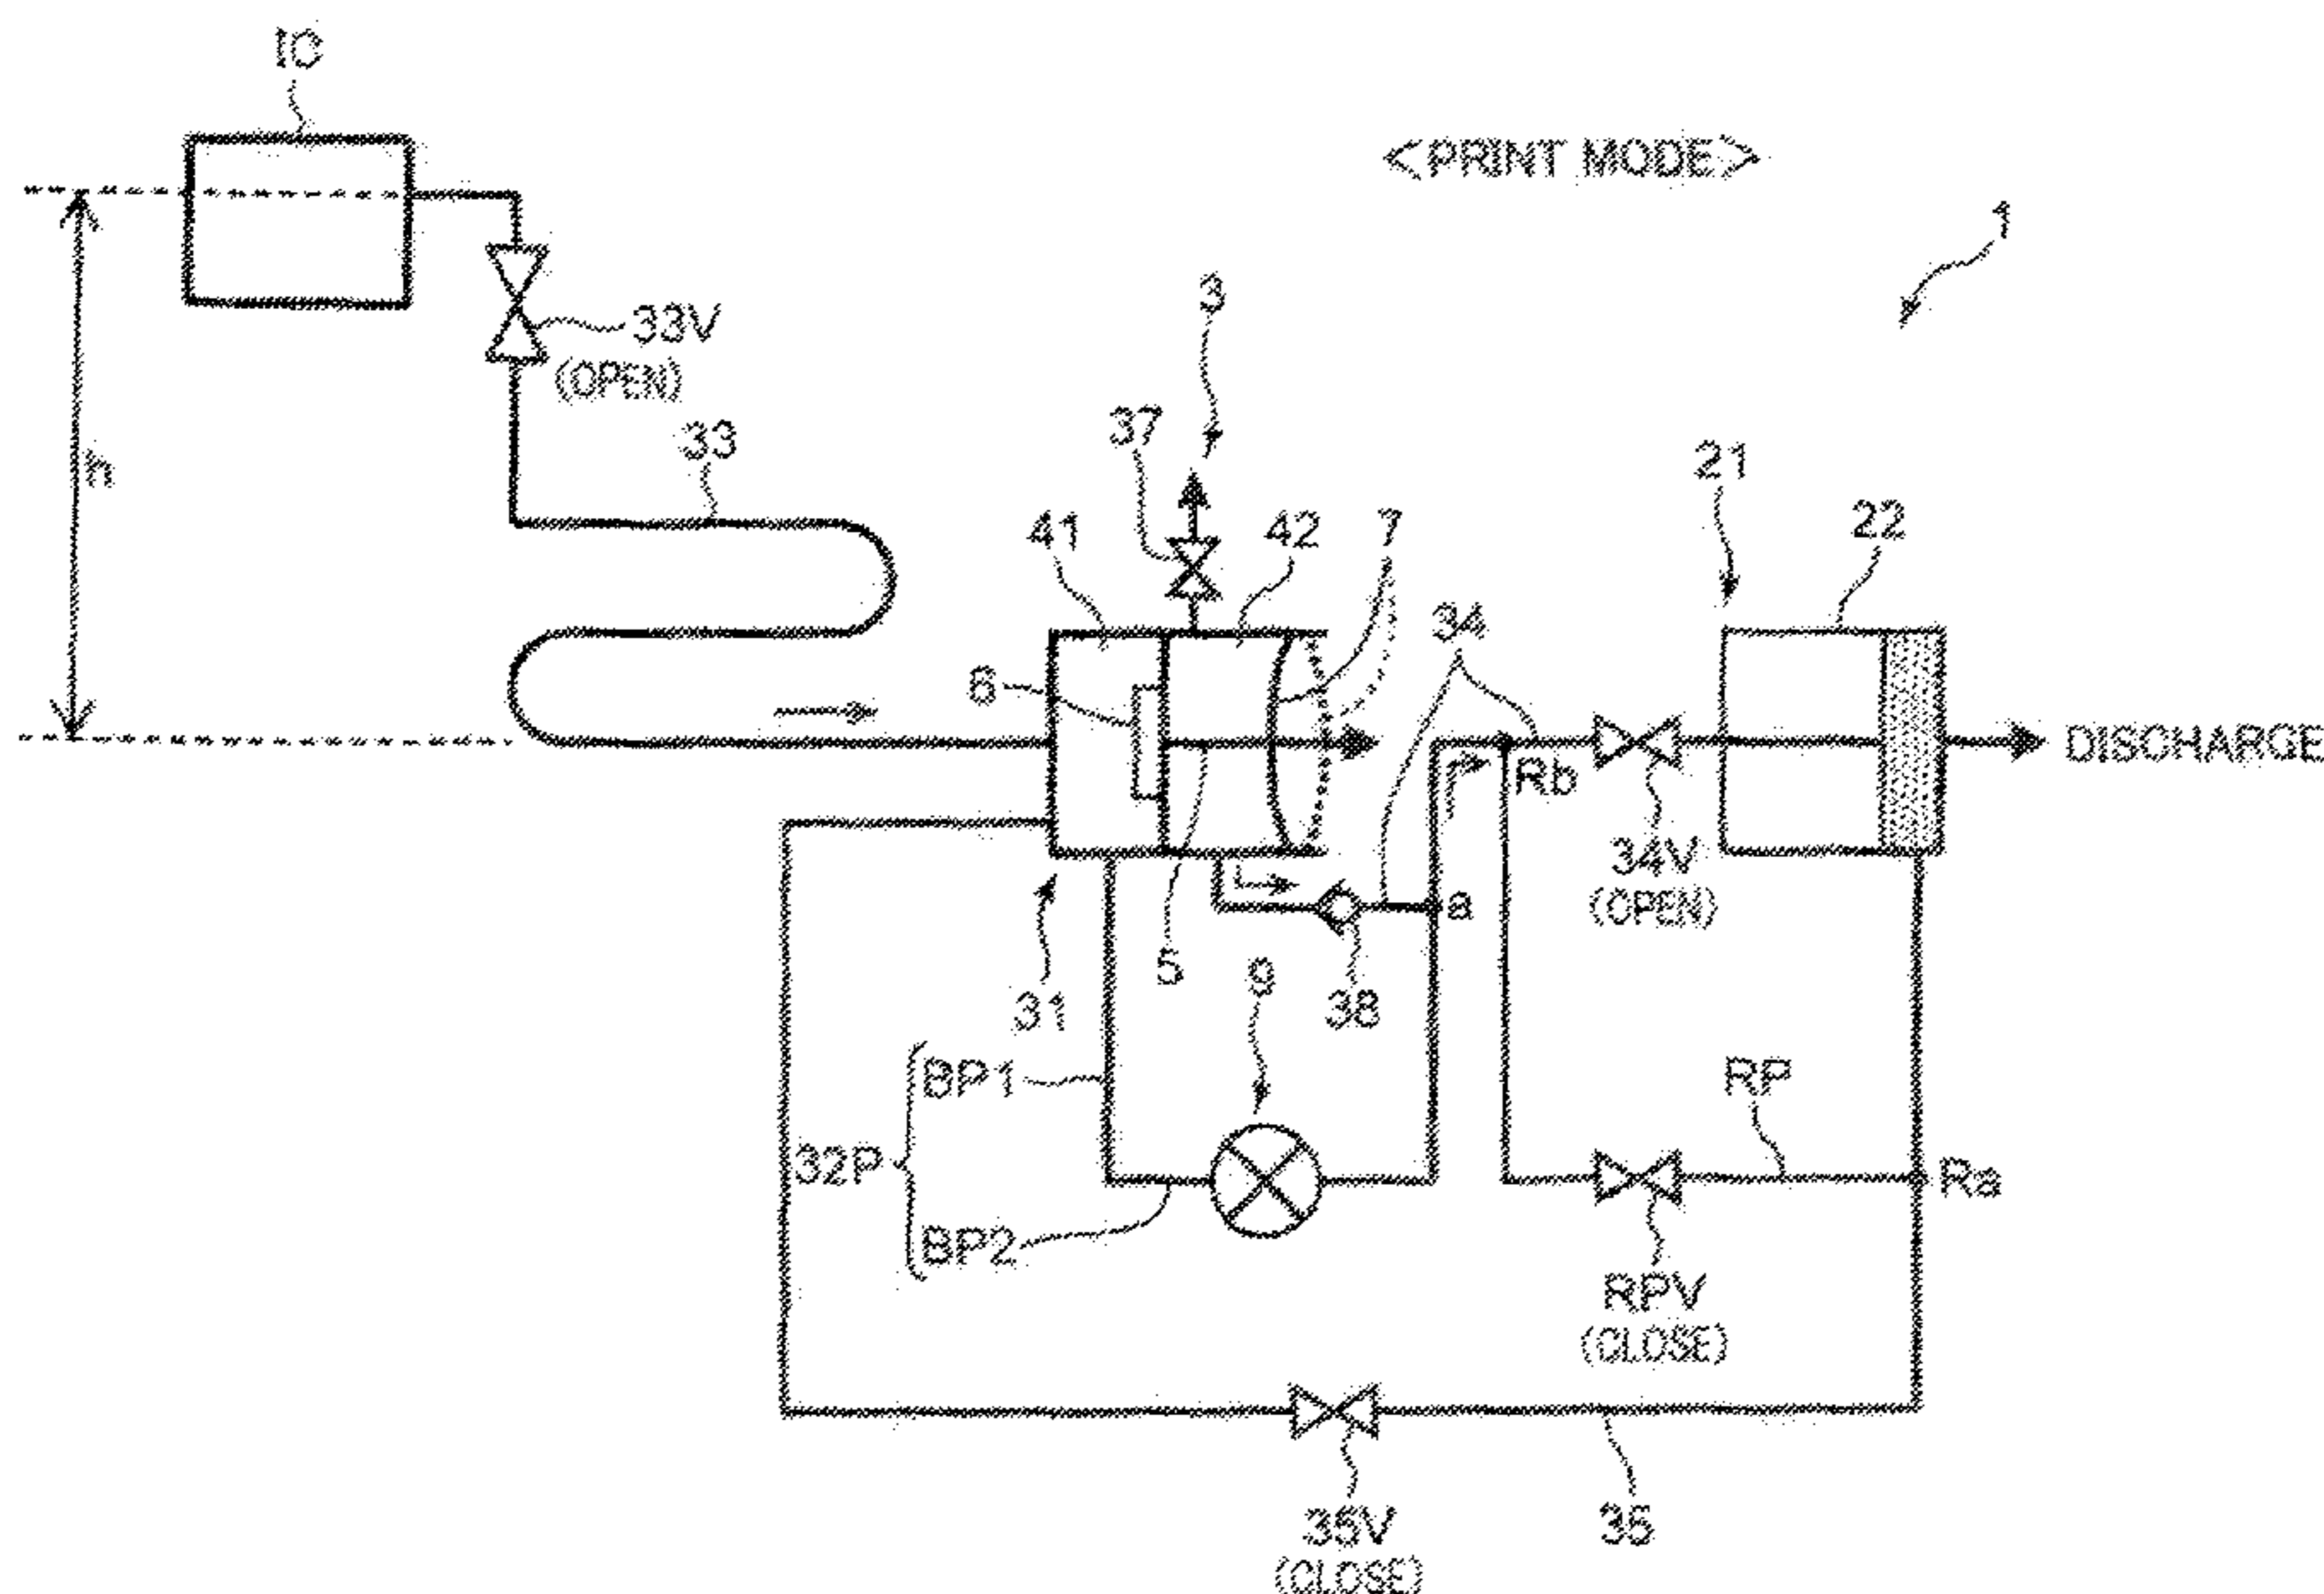 IC
<PRINT MODE>
1
3
33V
(OPEN)
h
33
37
21
41
42
7
22
34
6
DISCHARGE
Rb
34V
(OPEN)
a
5
9
38
31
BP1
RP
32P
Ra
BP2
RPV
(CLOSE)
35V
35
(CLOSE)